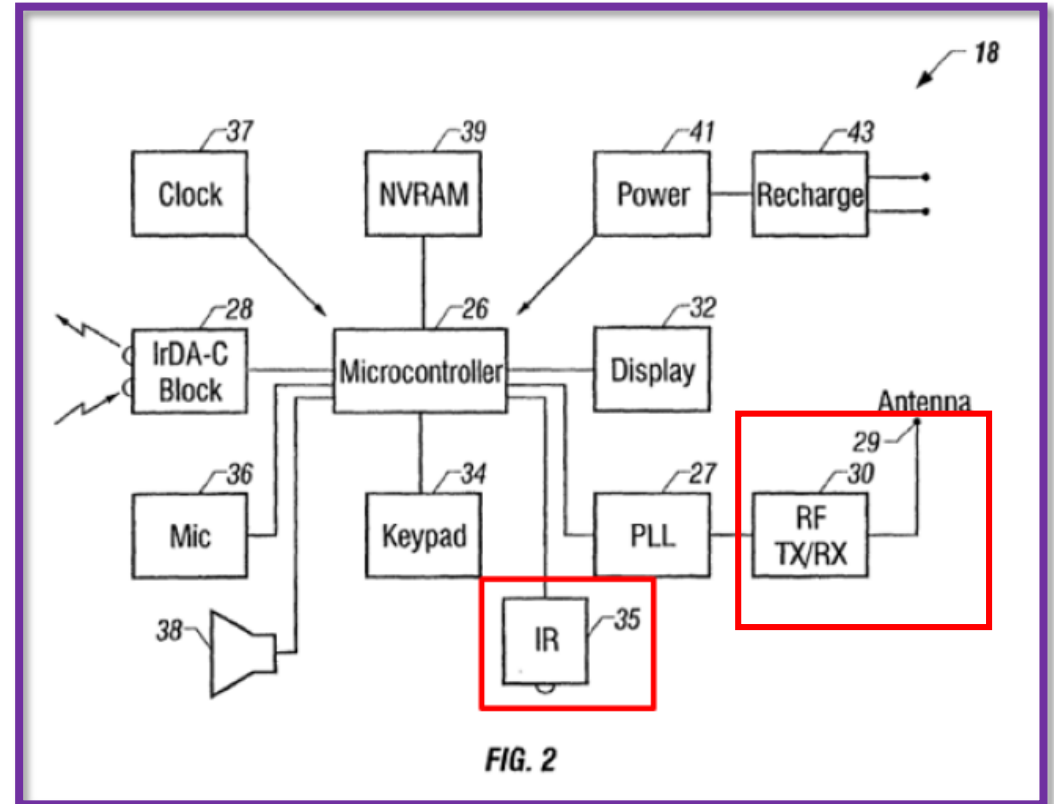 18
37
39
41
43
Clock
NVRAM
Power
Recharge
28
26
32
IrDA-C
Block
Microcontroller
Display
Antenna
29
36
34
27
30
Mic
Keypad
PLL
RF
TX/RX
38
35
IR
FIG. 2